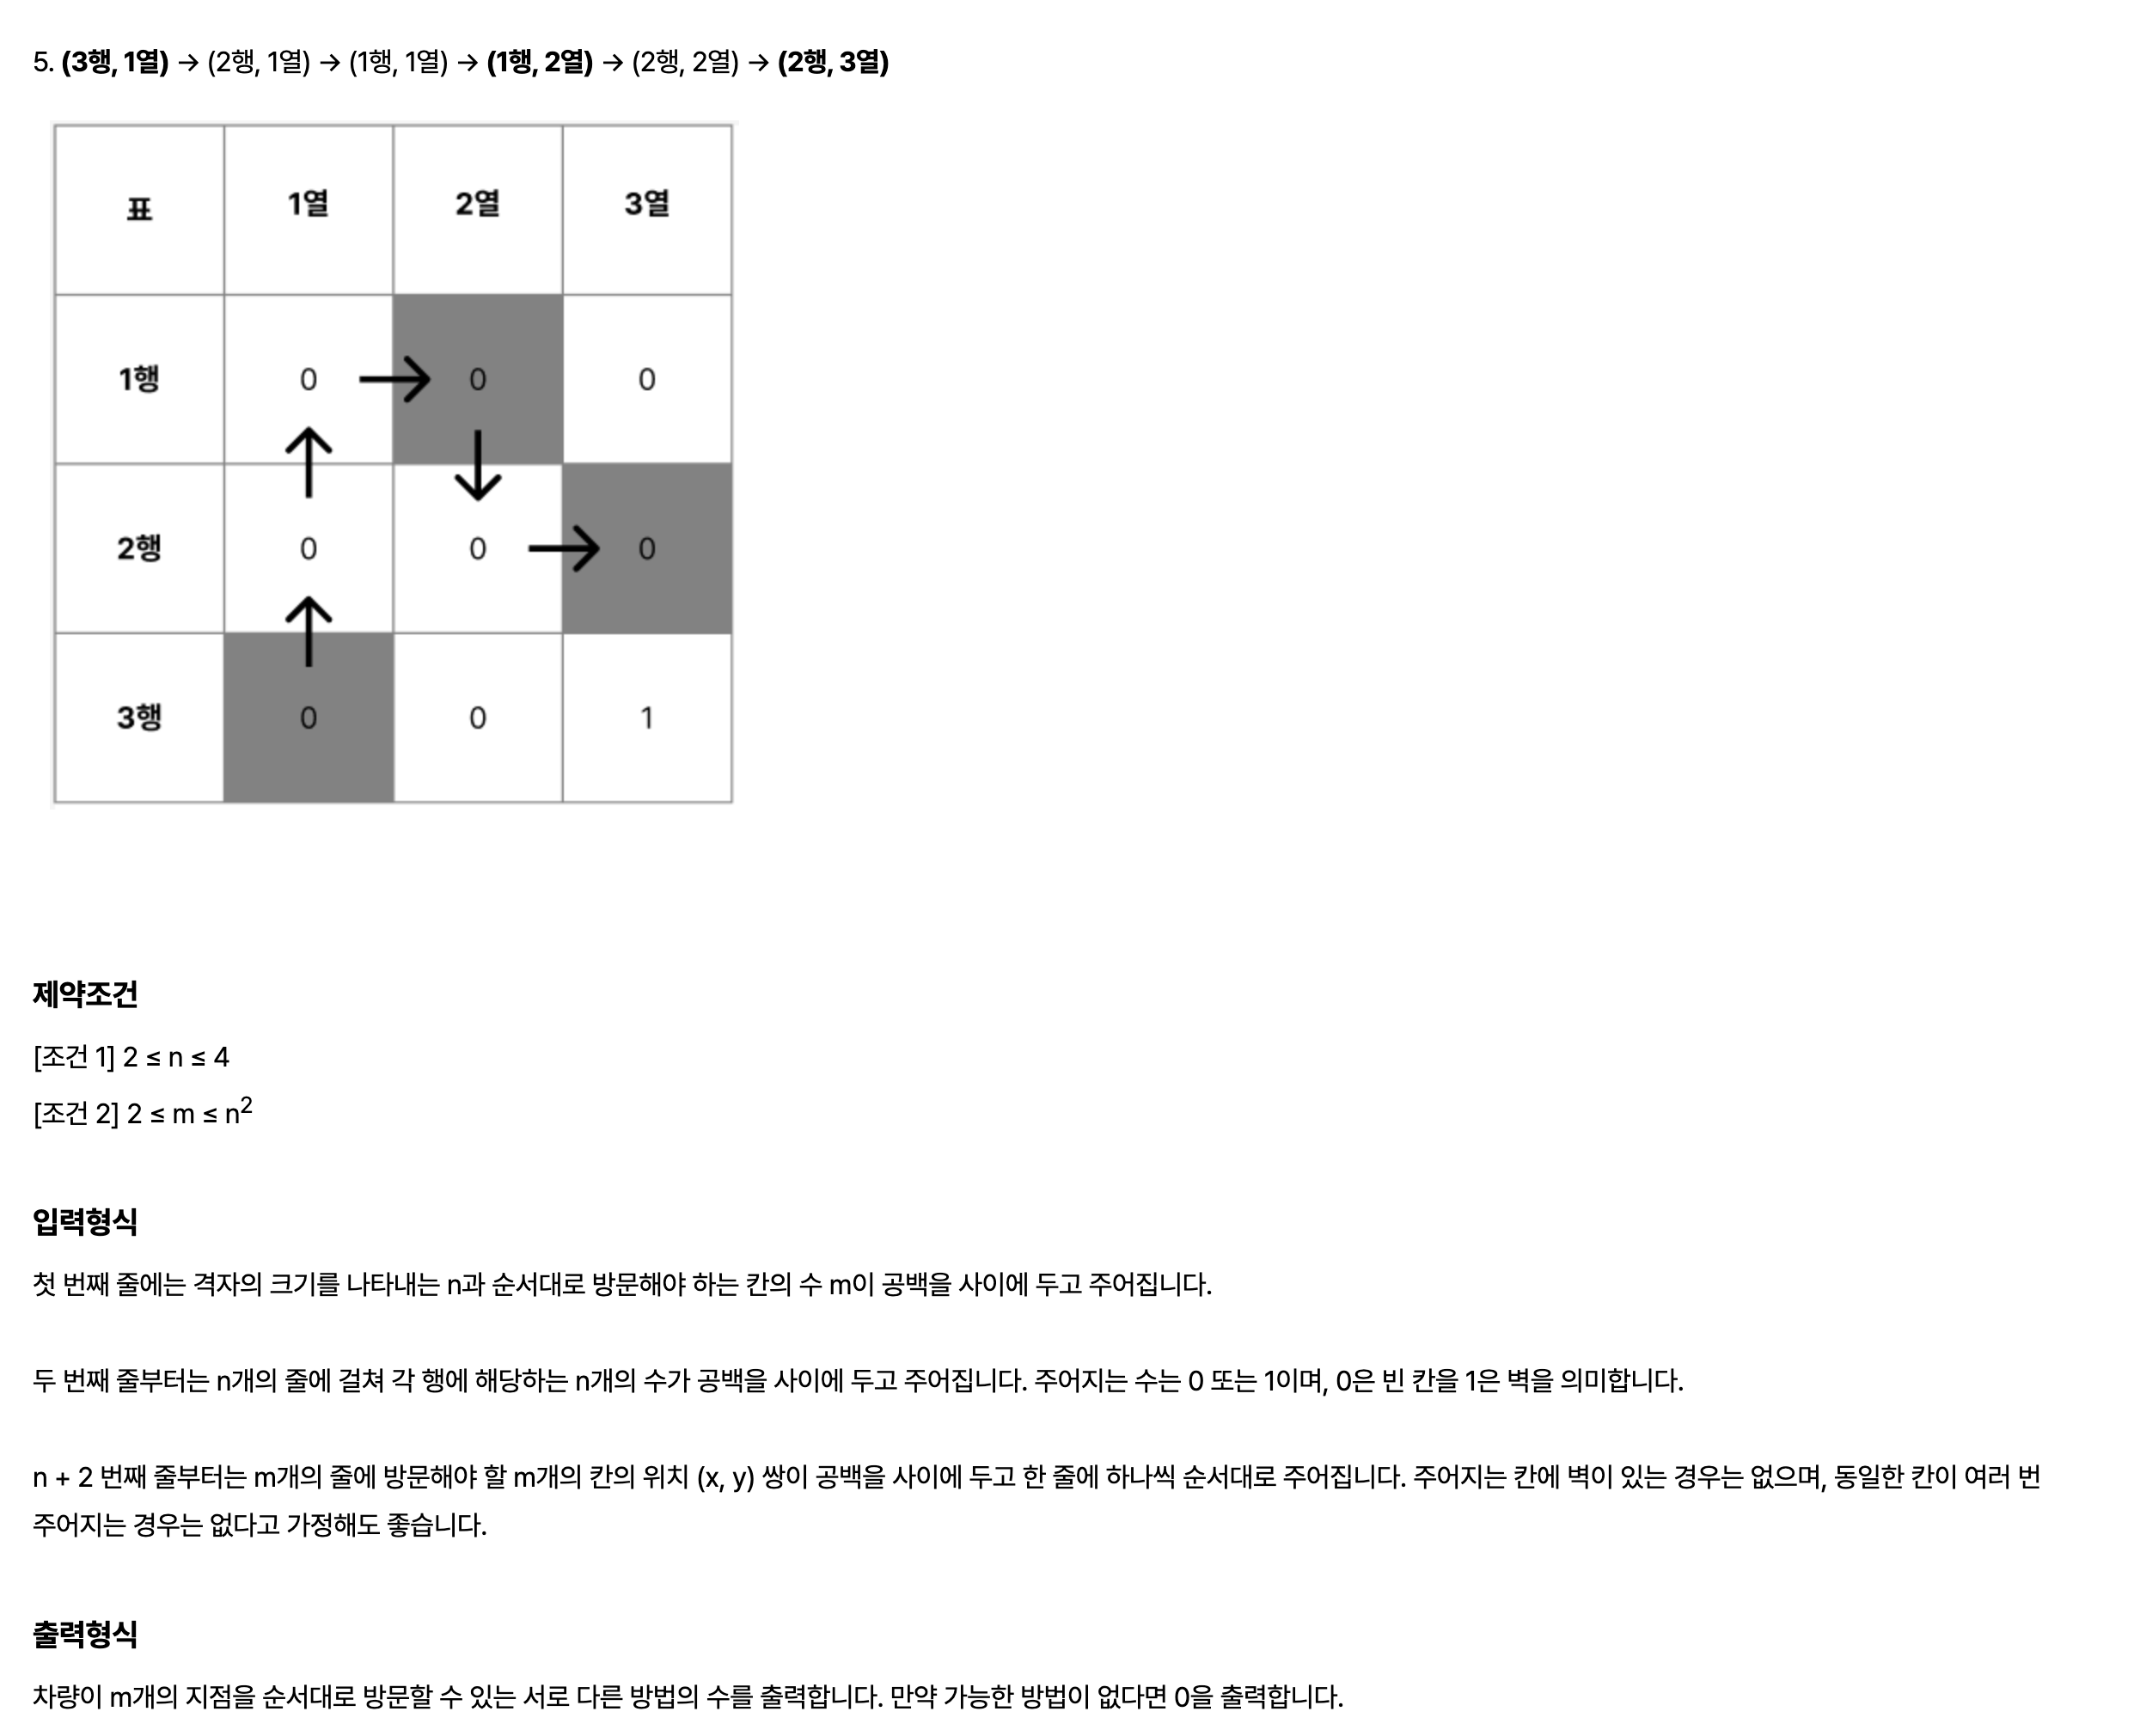 5. (3행, 1열) → (2행, 1열) → (1행, 1열) → (1행, 2열) → (2행, 2열) → (2행, 3열)
표 1열 2열 3열
1행 0 0 0
2행 0 0 0
3행 0 0 1
제약조건
[조건 1] 2 ≤ n ≤ 4
[조건 2] 2 ≤ m ≤ n²
입력형식
첫 번째 줄에는 격자의 크기를 나타내는 n과 순서대로 방문해야 하는 칸의 수 m이 공백을 사이에 두고 주어집니다.
두 번째 줄부터는 n개의 줄에 걸쳐 각 행에 해당하는 n개의 수가 공백을 사이에 두고 주어집니다. 주어지는 수는 0 또는 1이며, 0은 빈 칸을 1은 벽을 의미합니다.
n + 2 번째 줄부터는 m개의 줄에 방문해야 할 m개의 칸의 위치 (x, y) 쌍이 공백을 사이에 두고 한 줄에 하나씩 순서대로 주어집니다. 주어지는 칸에 벽이 있는 경우는 없으며, 동일한 칸이 여러 번
주어지는 경우는 없다고 가정해도 좋습니다.
출력형식
차량이 m개의 지점을 순서대로 방문할 수 있는 서로 다른 방법의 수를 출력합니다. 만약 가능한 방법이 없다면 0을 출력합니다.